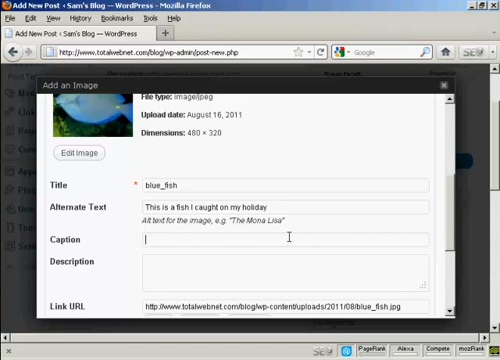 Add New Post ‹ Sam's Blog — WordPress - Mozilla Firefox
File Edit View History Bookmarks Tools Help
Add New Post ‹ Sam's Blog — WordPress
http://www.totalwebnet.com/blog/wp-admin/post-new.php
Google
Add an Image
File type: image/jpeg
Upload date: August 16, 2011
Dimensions: 480 × 320
Edit Image
Title * blue_fish
Alternate Text This is a fish I caught on my holiday
Alt text for the image, e.g. "The Mona Lisa"
Caption
Description
Link URL http://www.totalwebnet.com/blog/wp-content/uploads/2011/08/blue_fish.jpg
PageRank Alexa Compete mozRank